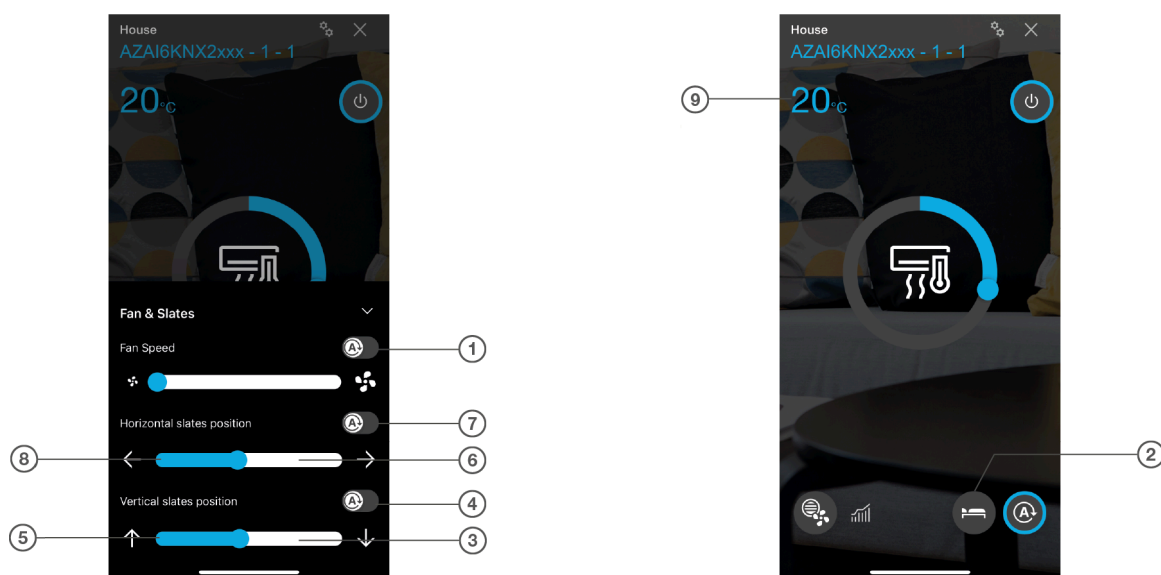 House
AZAI6KNX2xxx - 1 - 1
20°C
Fan & Slates
Fan Speed
A
1
Horizontal slates position
A
7
8
6
Vertical slates position
A
4
5
3
House
AZAI6KNX2xxx - 1 - 1
9
20°C
2
A